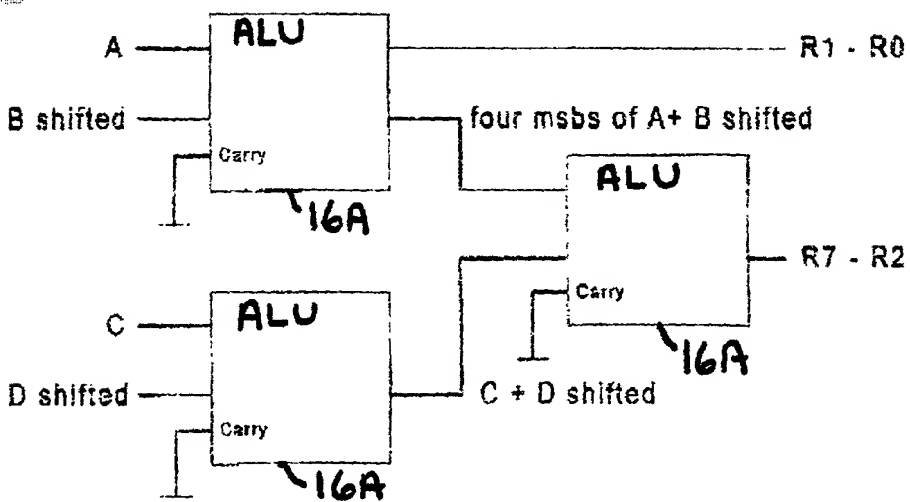 A
ALU
R1 - R0
B shifted
four msbs of A+ B shifted
Carry
16A
ALU
R7 - R2
Carry
16A
C
ALU
D shifted
C + D shifted
Carry
16A